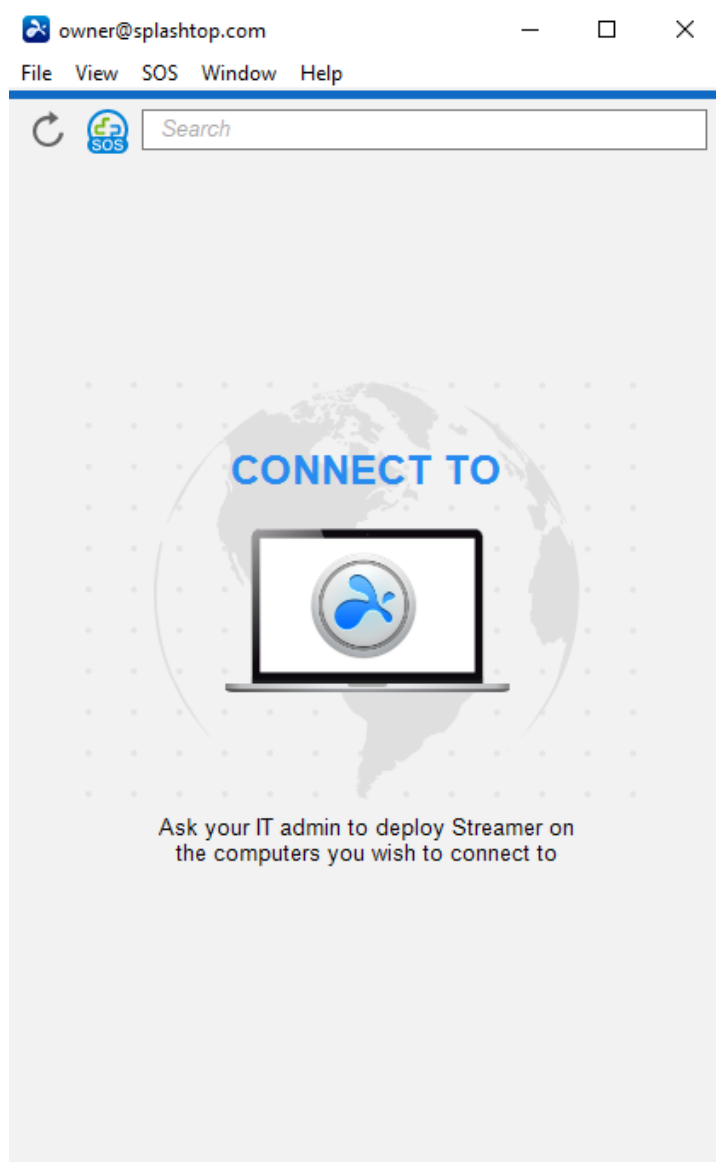 owner@splashtop.com
File View SOS Window Help
SOS
Search
CONNECT TO
Ask your IT admin to deploy Streamer on
the computers you wish to connect to